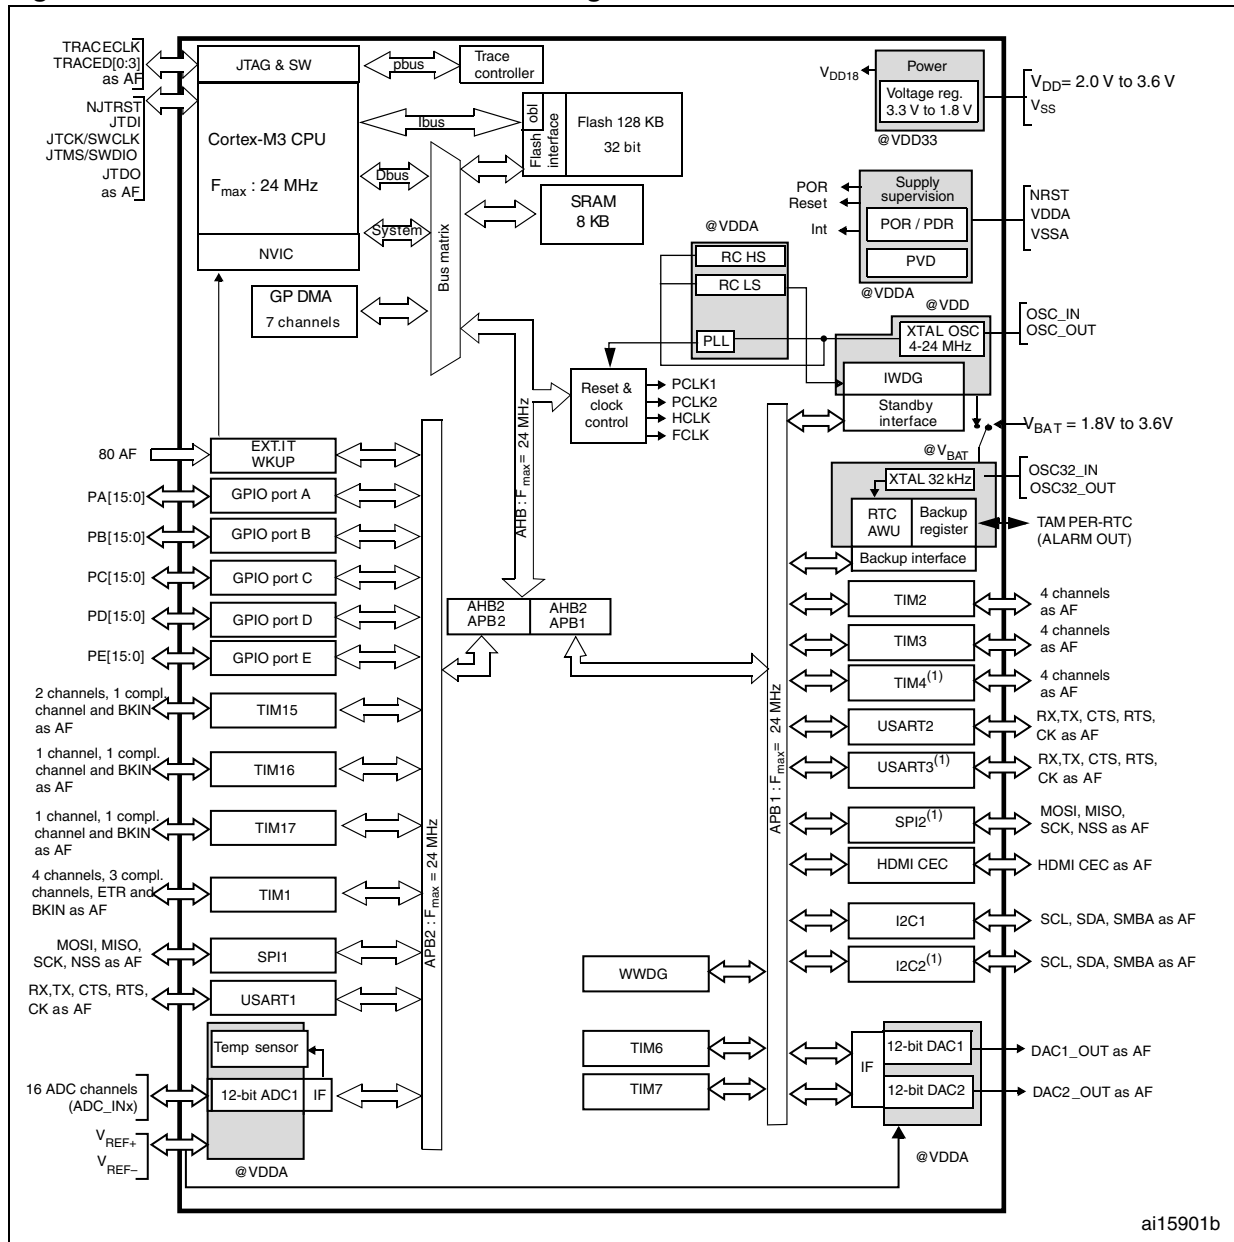 TRACECLK
TRACED[0:3]
as AF
NJTRST
JTDI
JTCK/SWCLK
JTMS/SWDIO
JTDO
as AF
JTAG & SW
pbus
Trace
controller
Cortex-M3 CPU
Fmax : 24 MHz
NVIC
Ibus
Dbus
System
Flash obl
interface
Flash 128 KB
32 bit
SRAM
8 KB
Bus matrix
GP DMA
7 channels
VDD18
Power
Voltage reg.
3.3 V to 1.8 V
@VDD33
VDD= 2.0 V to 3.6 V
VSS
POR
Reset
Int
Supply
supervision
POR / PDR
PVD
@VDDA
NRST
VDDA
VSSA
@VDDA
RC HS
RC LS
PLL
@VDD
XTAL OSC
4-24 MHz
OSC_IN
OSC_OUT
IWDG
Standby
interface
Reset &
clock
control
PCLK1
PCLK2
HCLK
FCLK
VBAT = 1.8V to 3.6V
@VBAT
XTAL 32 kHz
OSC32_IN
OSC32_OUT
RTC
AWU
Backup
register
Backup interface
TAMPER-RTC
(ALARM OUT)
AHB : Fmax= 24 MHz
AHB2
APB2
AHB2
APB1
80 AF
EXT.IT
WKUP
PA[15:0]
GPIO port A
PB[15:0]
GPIO port B
PC[15:0]
GPIO port C
PD[15:0]
GPIO port D
PE[15:0]
GPIO port E
2 channels, 1 compl.
channel and BKIN
as AF
TIM15
1 channel, 1 compl.
channel and BKIN
as AF
TIM16
1 channel, 1 compl.
channel and BKIN
as AF
TIM17
4 channels, 3 compl.
channels, ETR and
BKIN as AF
TIM1
MOSI, MISO,
SCK, NSS as AF
SPI1
RX,TX, CTS, RTS,
CK as AF
USART1
Temp sensor
16 ADC channels
(ADC_INx)
12-bit ADC1
IF
VREF+
VREF–
@VDDA
APB2 : Fmax = 24 MHz
APB1 : Fmax= 24 MHz
TIM2
4 channels
as AF
TIM3
4 channels
as AF
TIM4(1)
4 channels
as AF
USART2
RX,TX, CTS, RTS,
CK as AF
USART3(1)
RX,TX, CTS, RTS,
CK as AF
SPI2(1)
MOSI, MISO,
SCK, NSS as AF
HDMI CEC
HDMI CEC as AF
I2C1
SCL, SDA, SMBA as AF
I2C2(1)
SCL, SDA, SMBA as AF
WWDG
TIM6
TIM7
IF
12-bit DAC1
DAC1_OUT as AF
12-bit DAC2
DAC2_OUT as AF
@VDDA
ai15901b